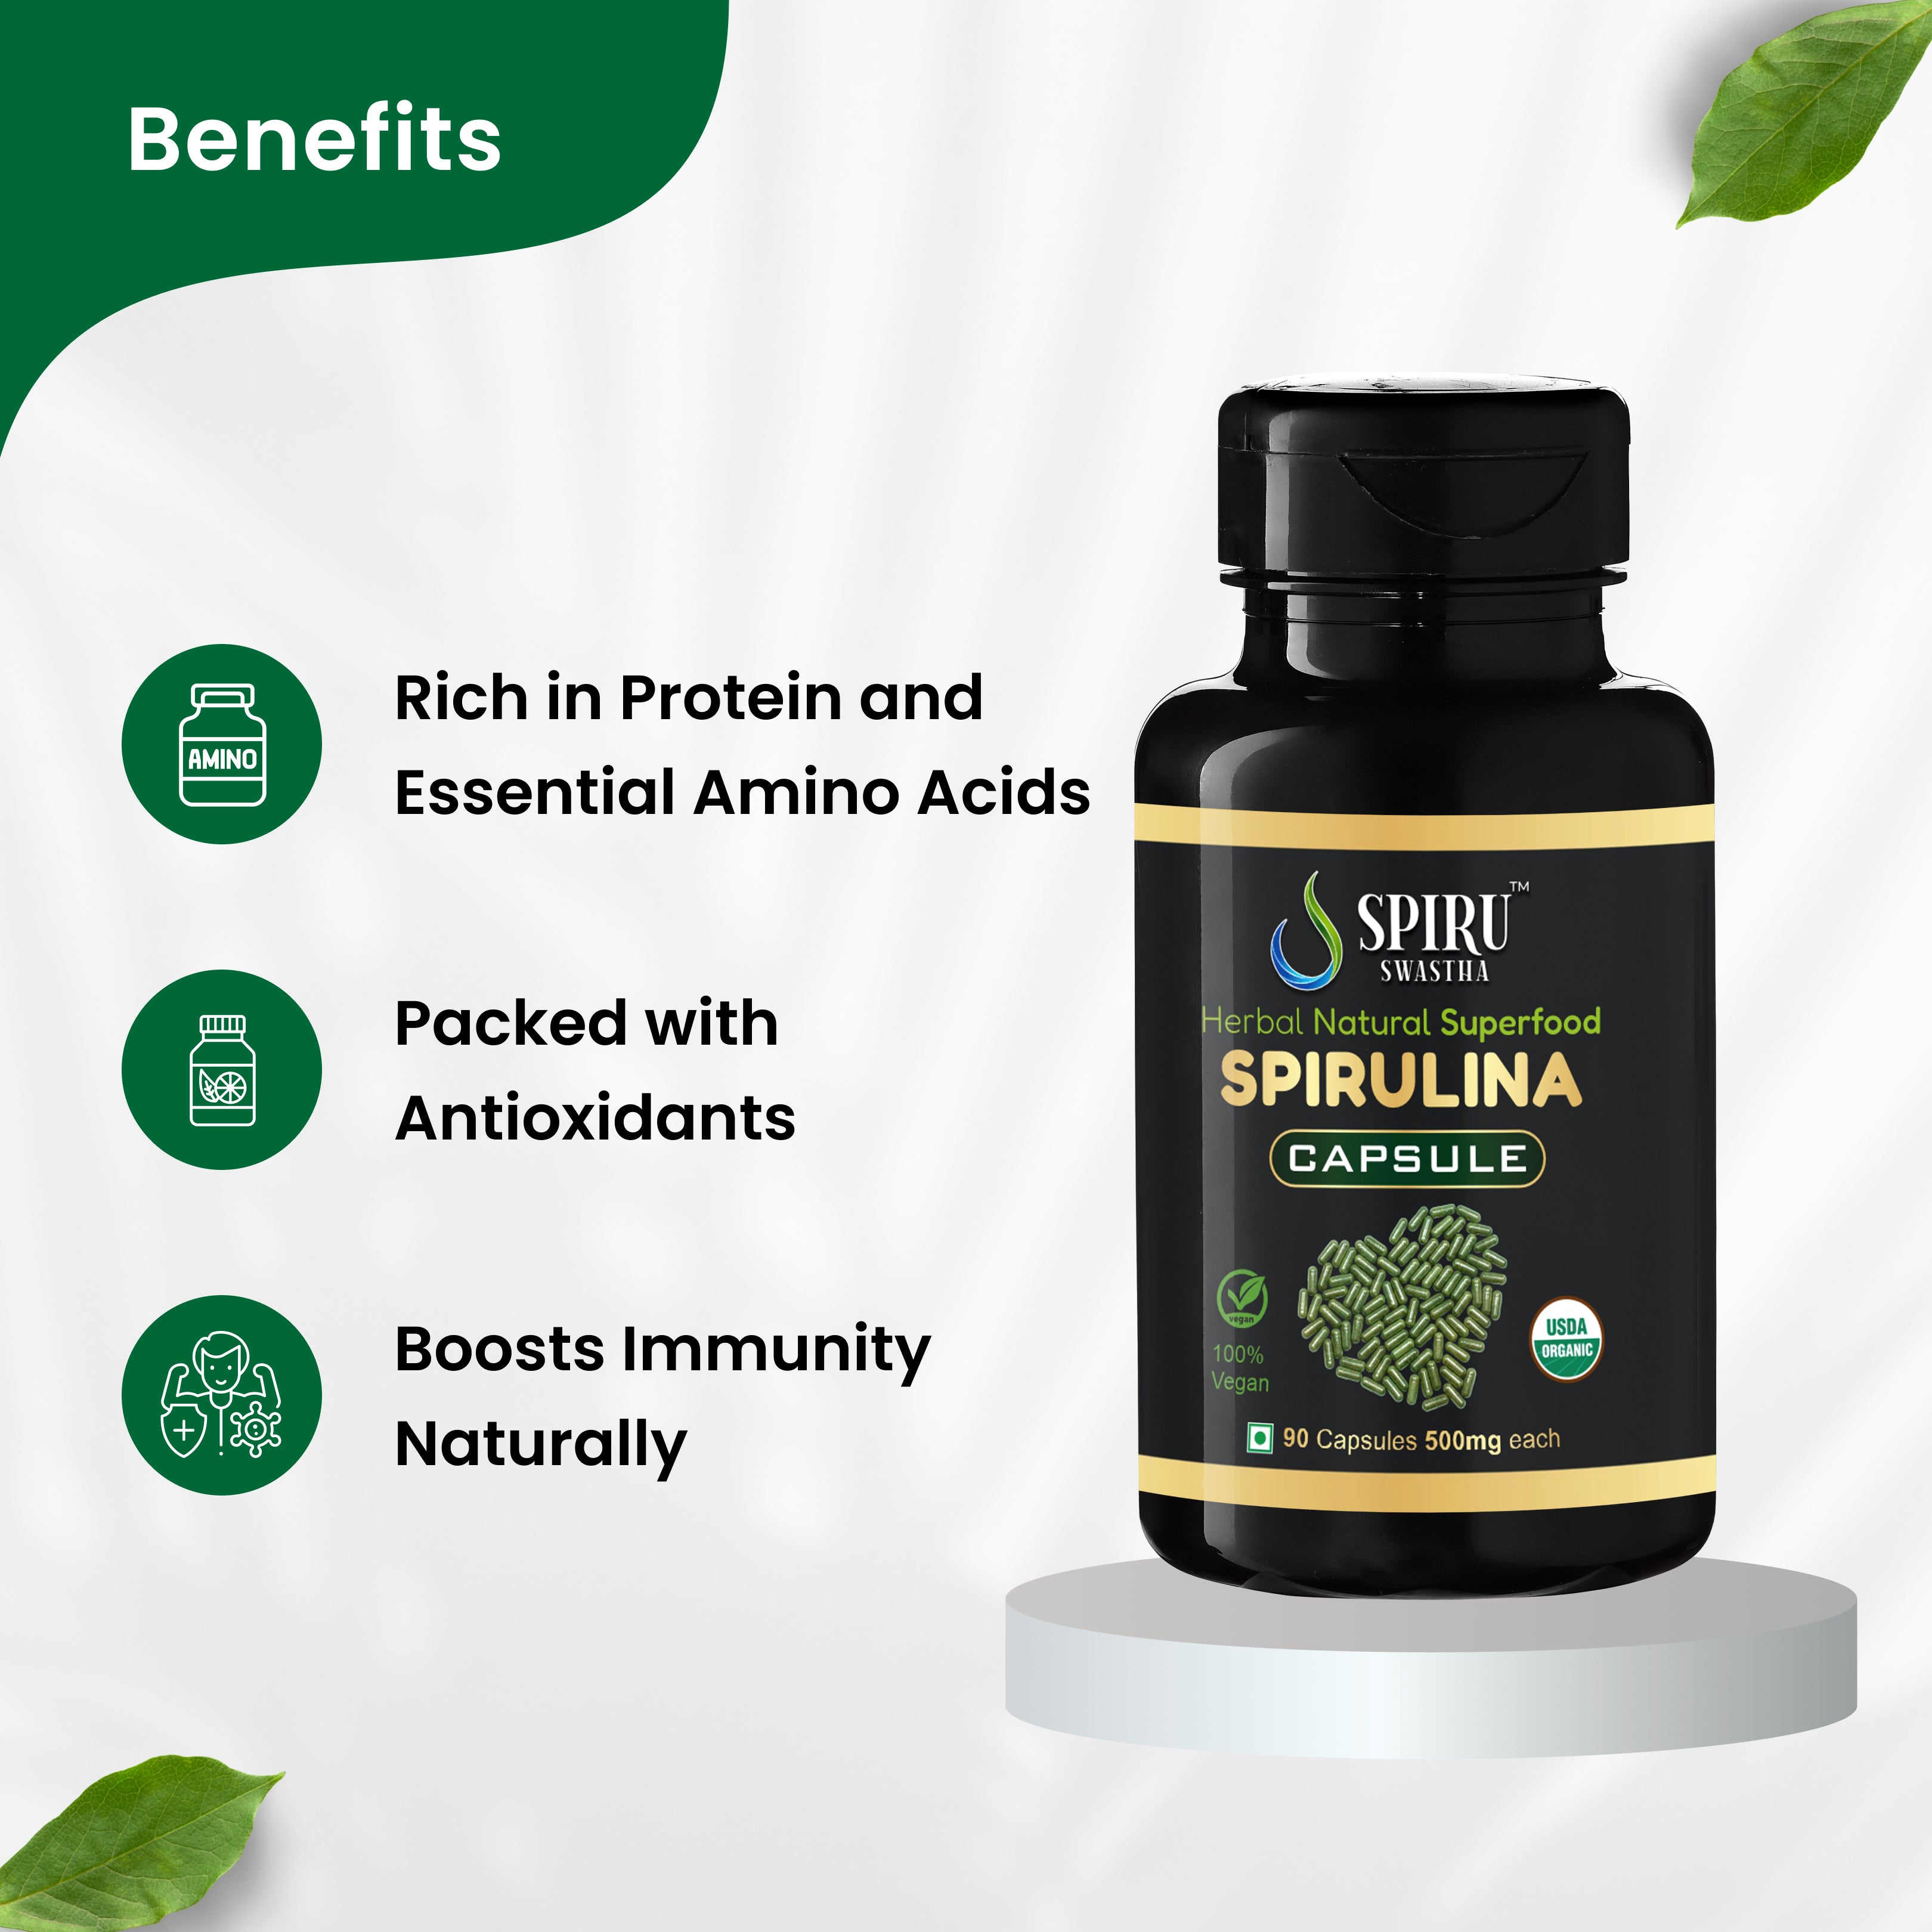 Benefits
AMINO
Rich in Protein and
Essential Amino Acids
Packed with
Antioxidants
Boosts Immunity
Naturally
SPIRU™
SWASTHA
Herbal Natural Superfood
SPIRULINA
CAPSULE
vegan
100%
Vegan
USDA
ORGANIC
90 Capsules 500mg each